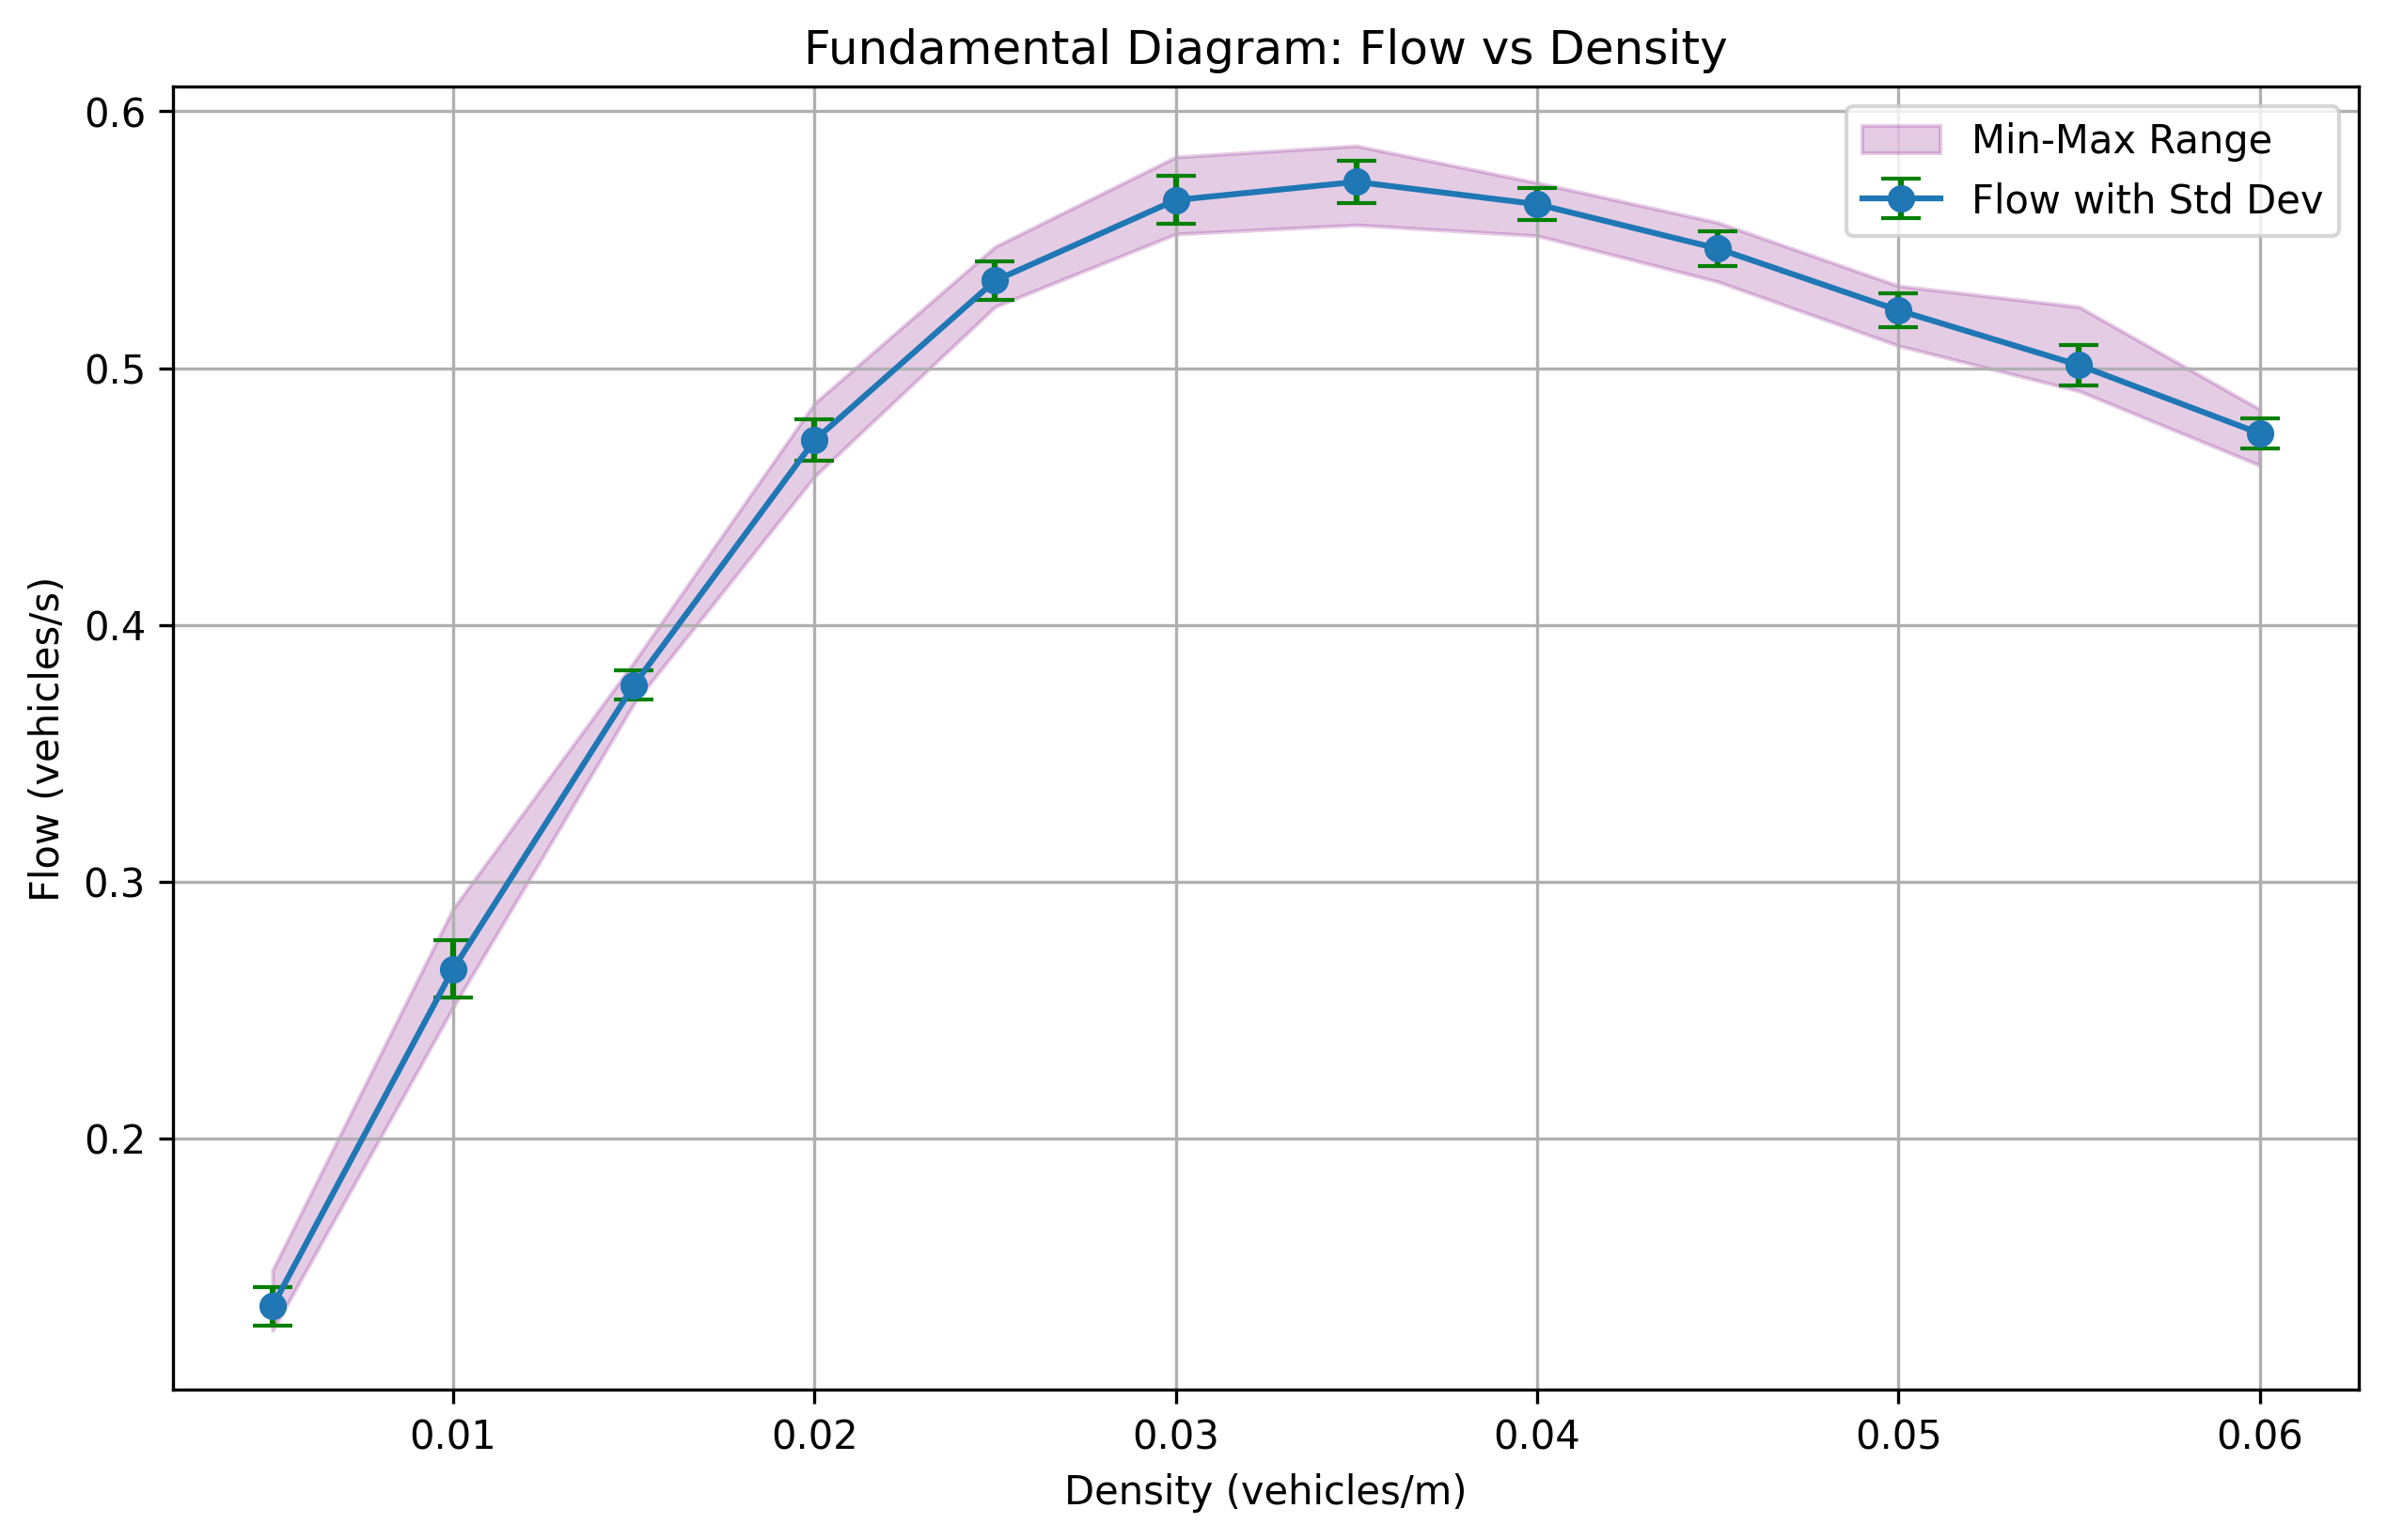 Fundamental Diagram: Flow vs Density
Min-Max Range
Flow with Std Dev
Flow (vehicles/s)
0.6
0.5
0.4
0.3
0.2
0.01 0.02 0.03 0.04 0.05 0.06
Density (vehicles/m)